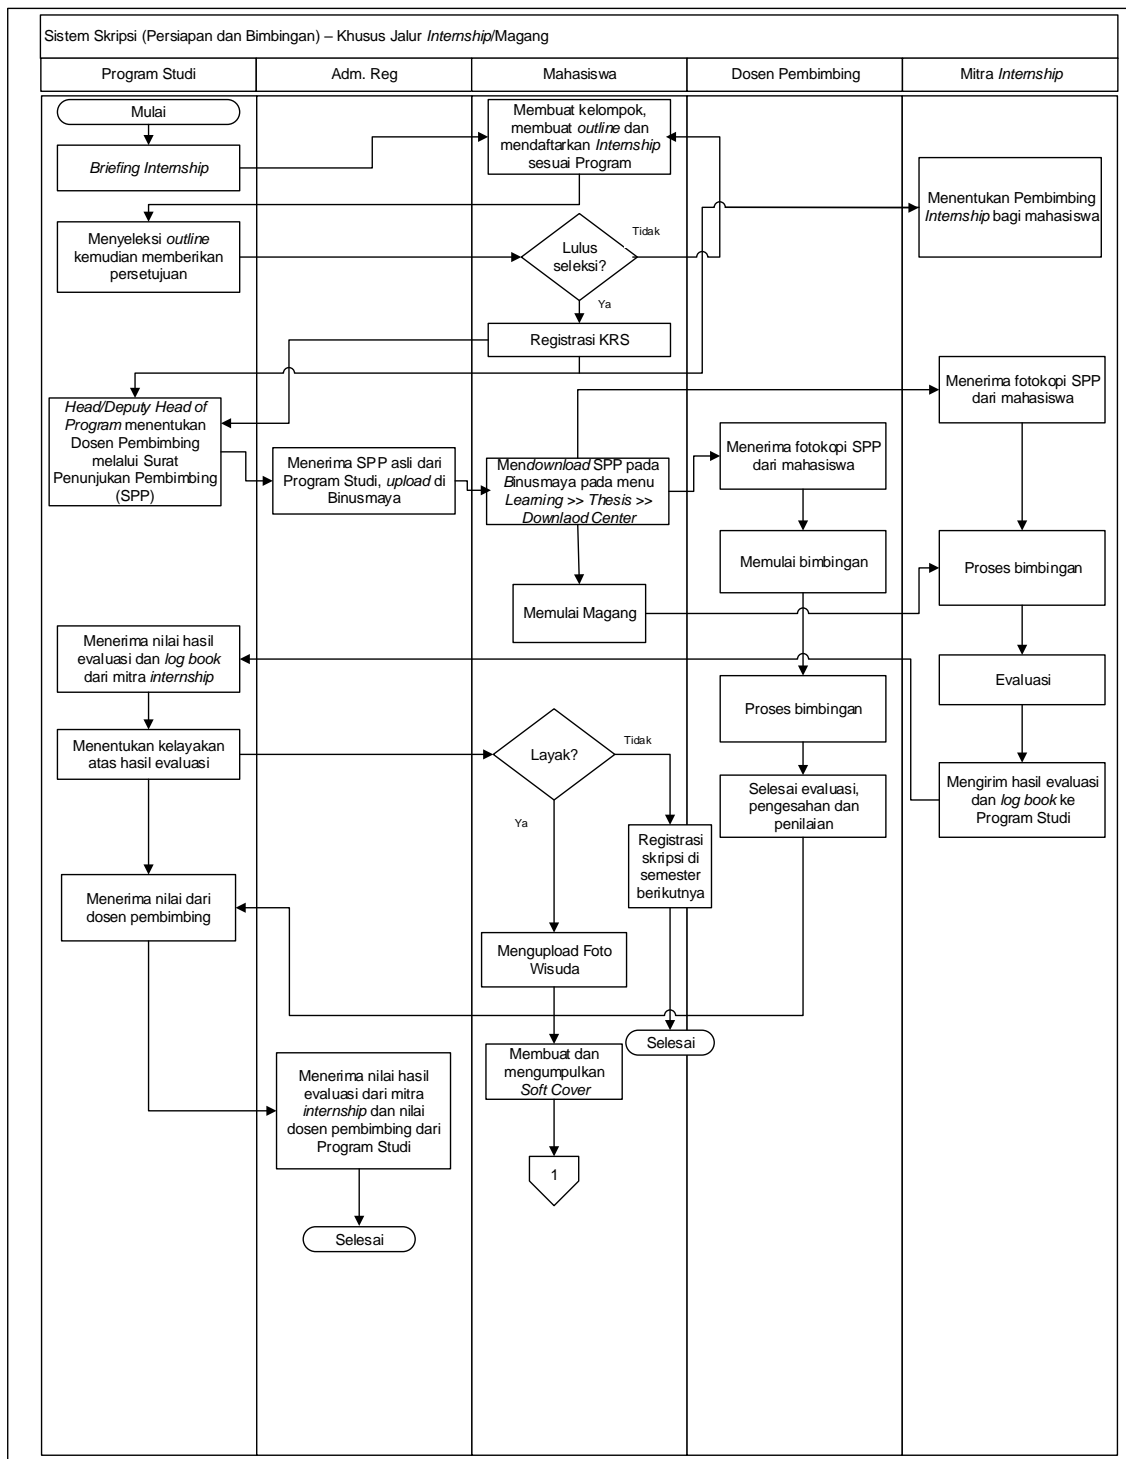 Sistem Skripsi (Persiapan dan Bimbingan) – Khusus Jalur Internship/Magang
Program Studi
Adm. Reg
Mahasiswa
Dosen Pembimbing
Mitra Internship
Mulai
Briefing Internship
Membuat kelompok,
membuat outline dan
mendaftarkan Internship
sesuai Program
Menentukan Pembimbing
Internship bagi mahasiswa
Menyeleksi outline
kemudian memberikan
persetujuan
Lulus
seleksi?
Tidak
Ya
Registrasi KRS
Head/Deputy Head of
Program menentukan
Dosen Pembimbing
melalui Surat
Penunjukan Pembimbing
(SPP)
Menerima SPP asli dari
Program Studi, upload di
Binusmaya
Mendownload SPP pada
Binusmaya pada menu
Learning >> Thesis >>
Downlaod Center
Menerima fotokopi SPP
dari mahasiswa
Menerima fotokopi SPP
dari mahasiswa
Memulai bimbingan
Proses bimbingan
Memulai Magang
Menerima nilai hasil
evaluasi dan log book
dari mitra internship
Evaluasi
Proses bimbingan
Menentukan kelayakan
atas hasil evaluasi
Layak?
Tidak
Ya
Selesai evaluasi,
pengesahan dan
penilaian
Mengirim hasil evaluasi
dan log book ke
Program Studi
Registrasi
skripsi di
semester
berikutnya
Menerima nilai dari
dosen pembimbing
Mengupload Foto
Wisuda
Selesai
Membuat dan
mengumpulkan
Soft Cover
Menerima nilai hasil
evaluasi dari mitra
internship dan nilai
dosen pembimbing dari
Program Studi
1
Selesai